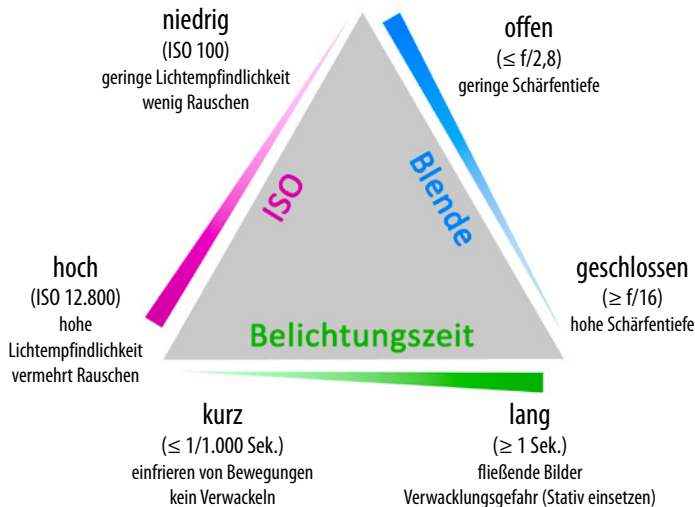 niedrig
(ISO 100)
geringe Lichtempfindlichkeit
wenig Rauschen
offen
(≤ f/2,8)
geringe Schärfentiefe
ISO
Blende
hoch
(ISO 12.800)
hohe
Lichtempfindlichkeit
vermehrt Rauschen
geschlossen
(≥ f/16)
hohe Schärfentiefe
Belichtungszeit
kurz
(≤ 1/1.000 Sek.)
einfrieren von Bewegungen
kein Verwackeln
lang
(≥ 1 Sek.)
fließende Bilder
Verwacklungsgefahr (Stativ einsetzen)